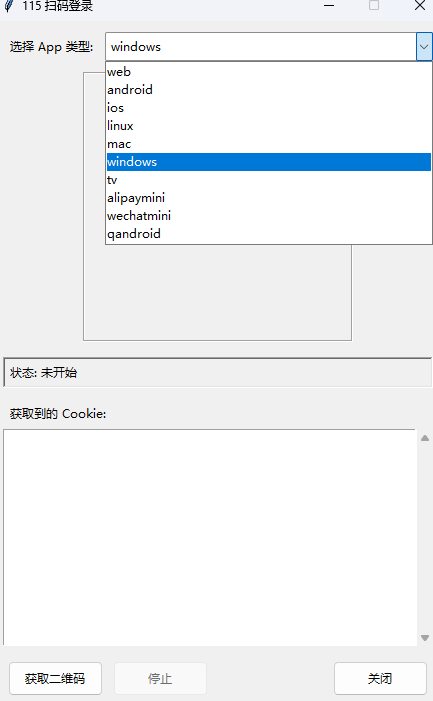 115 扫码登录
选择 App 类型: windows
web
android
ios
linux
mac
windows
tv
alipaymini
wechatmini
qandroid
状态: 未开始
获取到的 Cookie:
获取二维码 停止 关闭